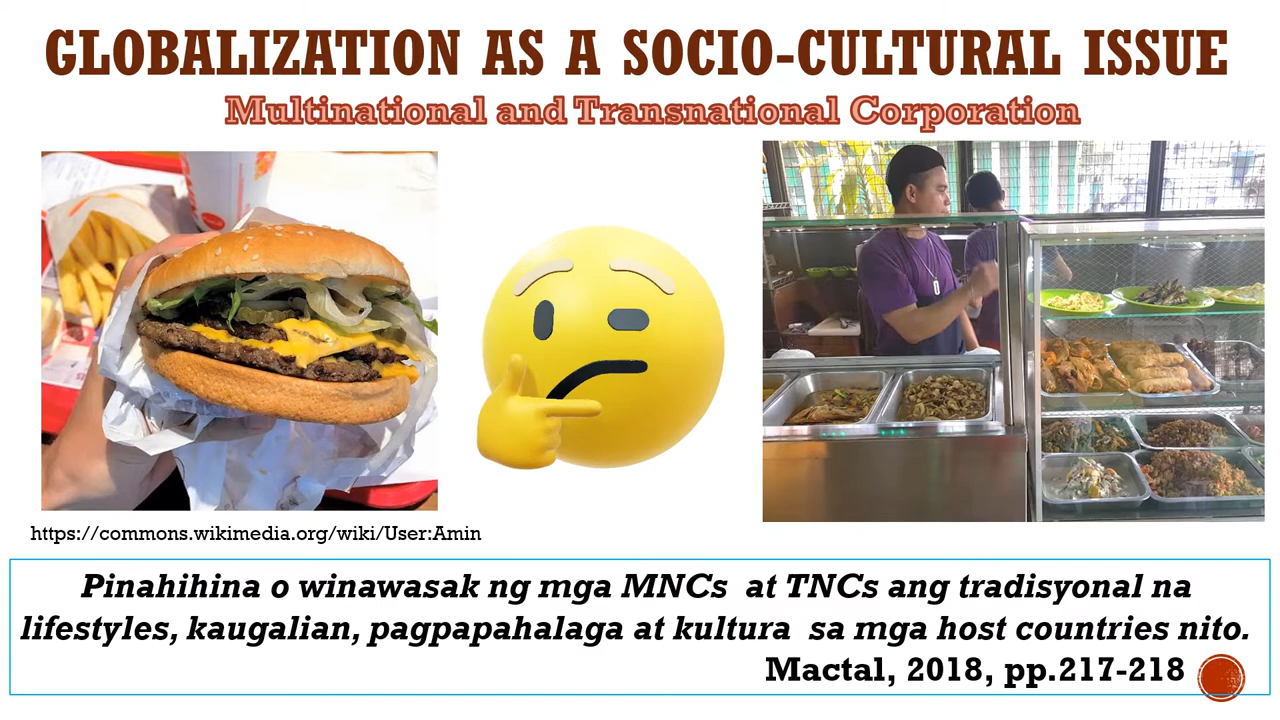 GLOBALIZATION AS A SOCIO-CULTURAL ISSUE
Multinational and Transnational Corporation
https://commons.wikimedia.org/wiki/User:Amin
Pinahihina o winawasak ng mga MNCs at TNCs ang tradisyonal na
lifestyles, kaugalian, pagpapahalaga at kultura sa mga host countries nito.
Mactal, 2018, pp.217-218